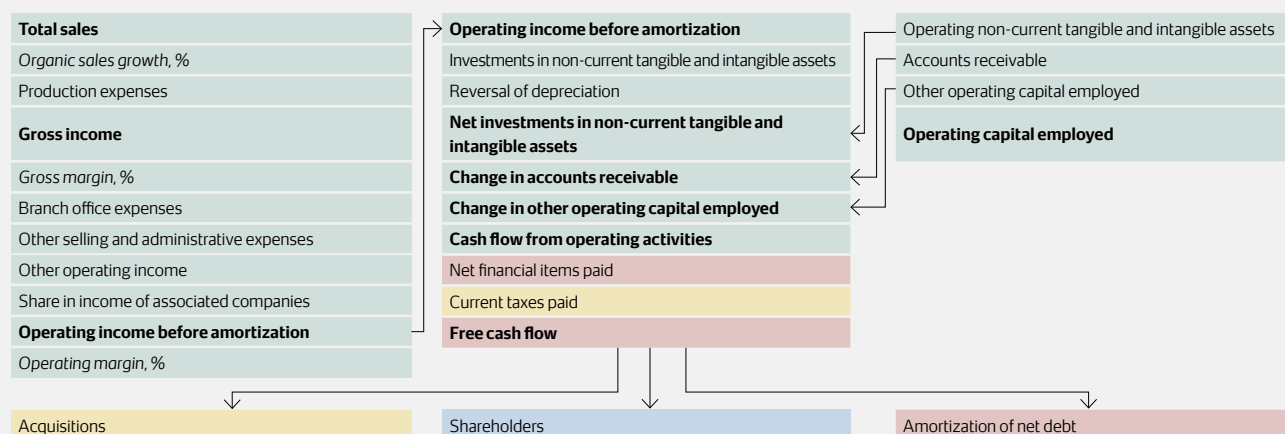 Total sales
Organic sales growth, %
Production expenses
Gross income
Gross margin, %
Branch office expenses
Other selling and administrative expenses
Other operating income
Share in income of associated companies
Operating income before amortization
Operating margin, %
Operating income before amortization
Investments in non-current tangible and intangible assets
Reversal of depreciation
Net investments in non-current tangible and
intangible assets
Change in accounts receivable
Change in other operating capital employed
Cash flow from operating activities
Net financial items paid
Current taxes paid
Free cash flow
Operating non-current tangible and intangible assets
Accounts receivable
Other operating capital employed
Operating capital employed
Acquisitions
Shareholders
Amortization of net debt